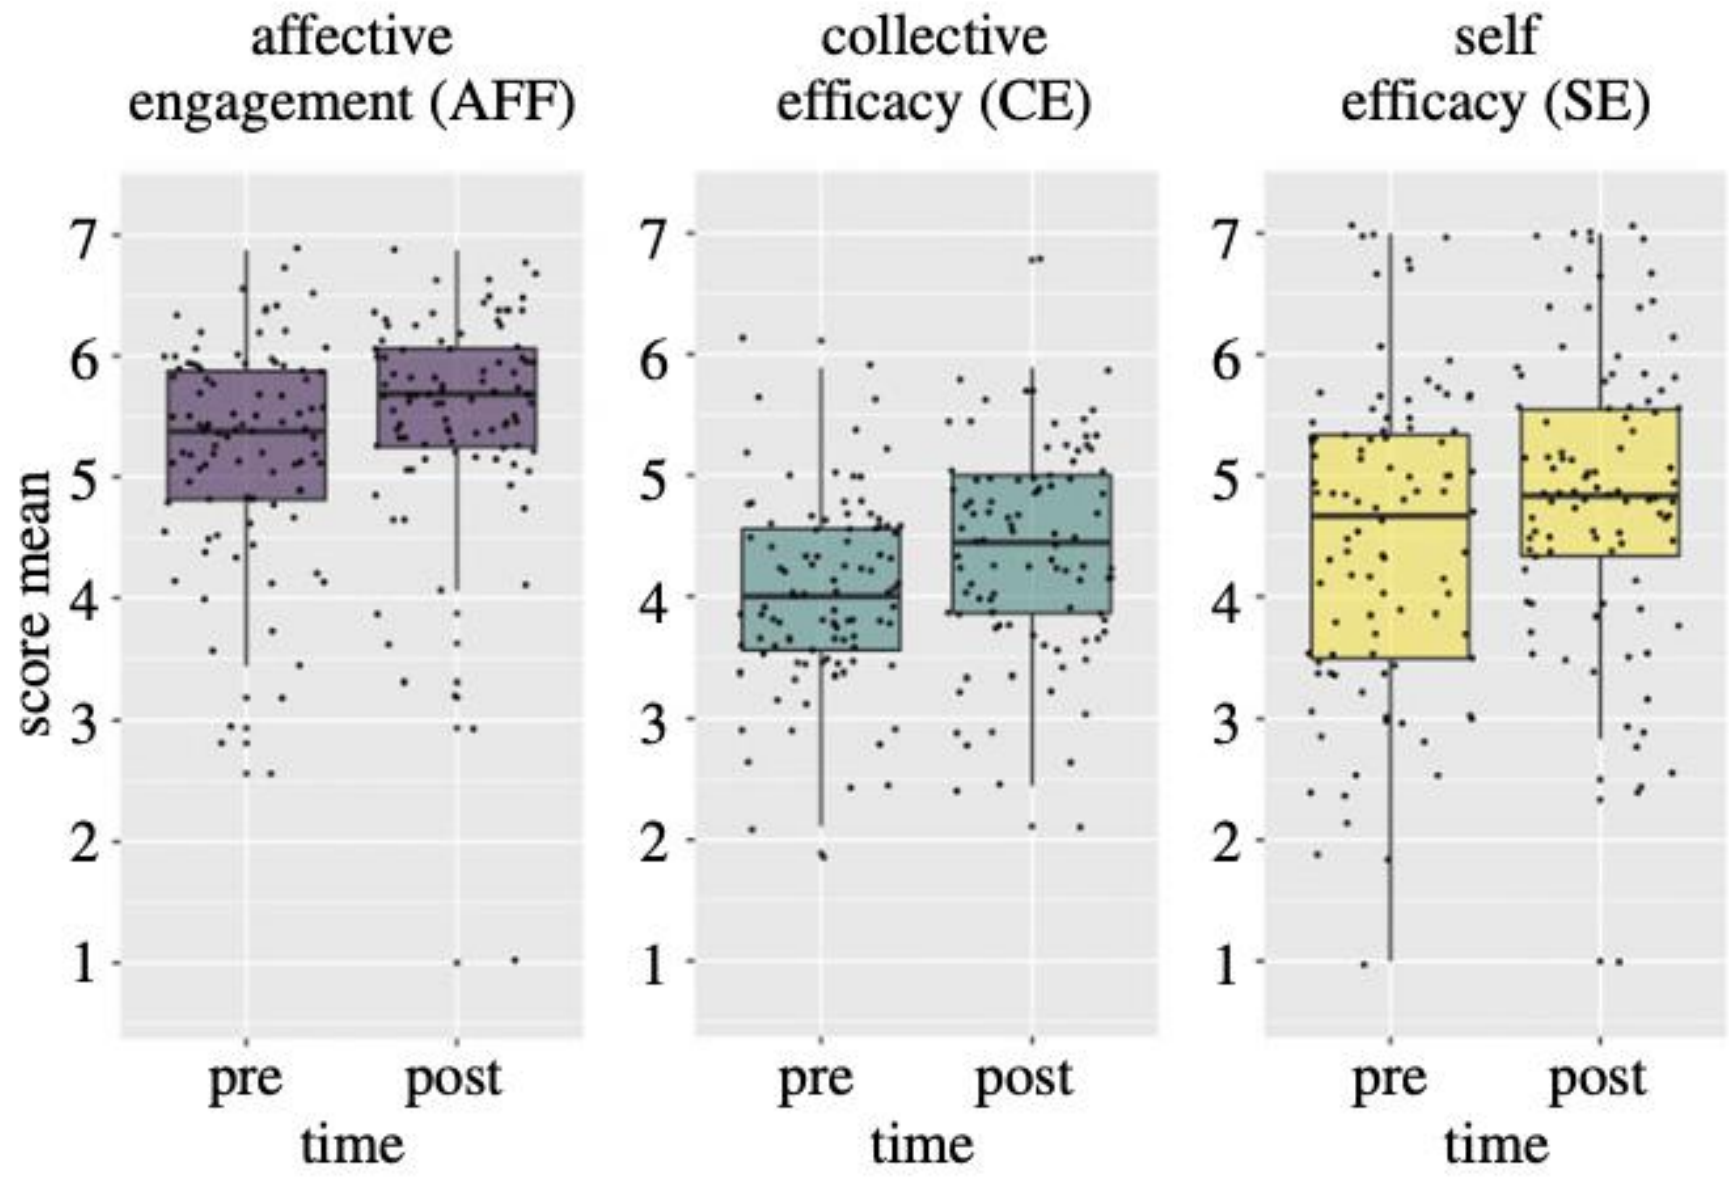 affective
engagement (AFF)
collective
efficacy (CE)
self
efficacy (SE)
score mean
7
6
5
4
3
2
1
pre
post
time
7
6
5
4
3
2
1
pre
post
time
7
6
5
4
3
2
1
pre
post
time